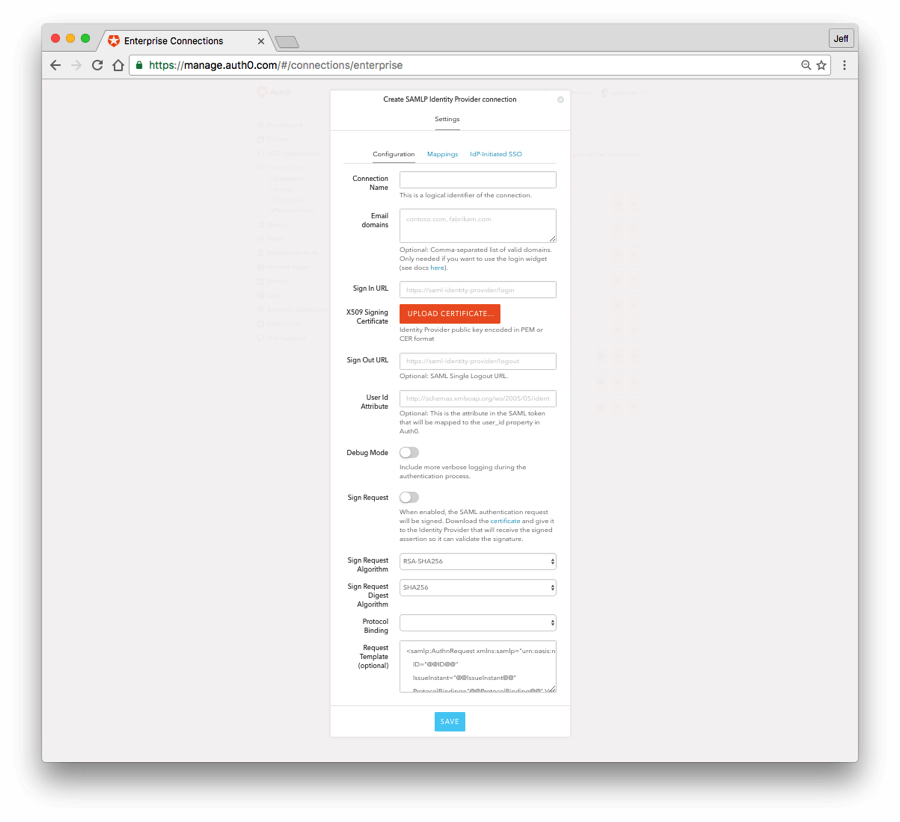 Enterprise Connections
Jeff
https://manage.auth0.com/#/connections/enterprise
Create SAMLP Identity Provider connection
Settings
Configuration Mappings IdP-Initiated SSO
Connection
Name
This is a logical identifier of the connection.
Email
domains
contoso.com, fabrikam.com
Optional: Comma-separated list of valid domains.
Only needed if you want to use the login widget
(see docs here).
Sign In URL
https://saml-identity-provider/login
X509 Signing
Certificate
UPLOAD CERTIFICATE...
Identity Provider public key encoded in PEM or
CER format
Sign Out URL
https://saml-identity-provider/logout
Optional: SAML Single Logout URL.
User Id
Attribute
http://schemas.xmlsoap.org/ws/2005/05/ident
Optional: This is the attribute in the SAML token
that will be mapped to the user_id property in
Auth0.
Debug Mode
Include more verbose logging during the
authentication process.
Sign Request
When enabled, the SAML authentication request
will be signed. Download the certificate and give it
to the Identity Provider that will receive the signed
assertion so it can validate the signature.
Sign Request
Algorithm
RSA-SHA256
Sign Request
Digest
Algorithm
SHA256
Protocol
Binding
Request
Template
(optional)
<samlp:AuthnRequest xmlns:samlp="urn:oasis:n
ID="@@ID@@"
IssueInstant="@@IssueInstant@@"
ProtocolBinding="@@ProtocolBinding@@"
SAVE